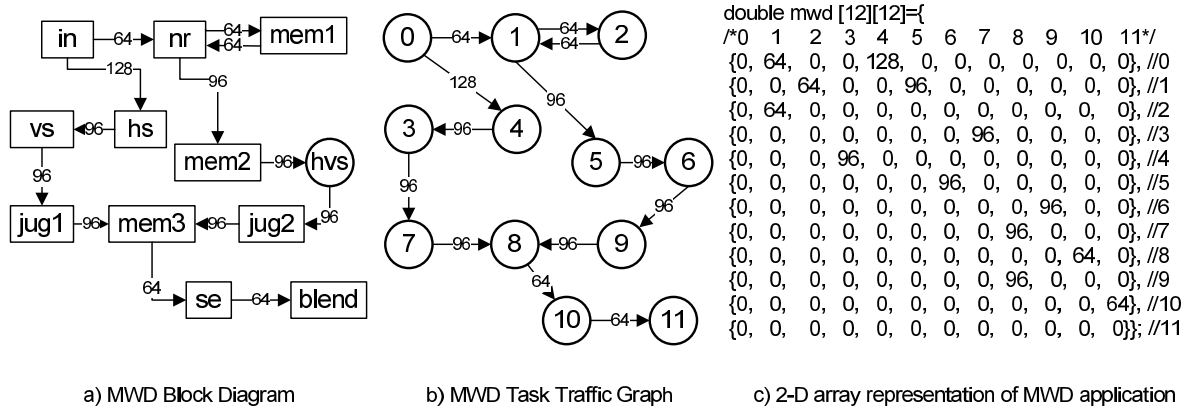 in
64
nr
64
64
mem1
128
96
vs
96
hs
mem2
96
hvs
96
96
jug1
96
mem3
96
jug2
64
se
64
blend
a) MWD Block Diagram
0
64
1
64
64
2
128
96
3
96
4
5
96
6
96
96
7
96
8
96
9
64
10
64
11
b) MWD Task Traffic Graph
double mwd [12][12]={
/*0 1 2 3 4 5 6 7 8 9 10 11*/
{0, 64, 0, 0, 128, 0, 0, 0, 0, 0, 0, 0}, //0
{0, 0, 64, 0, 0, 96, 0, 0, 0, 0, 0, 0}, //1
{0, 64, 0, 0, 0, 0, 0, 0, 0, 0, 0, 0}, //2
{0, 0, 0, 0, 0, 0, 0, 96, 0, 0, 0, 0}, //3
{0, 0, 0, 96, 0, 0, 0, 0, 0, 0, 0, 0}, //4
{0, 0, 0, 0, 0, 0, 96, 0, 0, 0, 0, 0}, //5
{0, 0, 0, 0, 0, 0, 0, 0, 0, 96, 0, 0}, //6
{0, 0, 0, 0, 0, 0, 0, 0, 96, 0, 0, 0}, //7
{0, 0, 0, 0, 0, 0, 0, 0, 0, 0, 64, 0}, //8
{0, 0, 0, 0, 0, 0, 0, 0, 96, 0, 0, 0}, //9
{0, 0, 0, 0, 0, 0, 0, 0, 0, 0, 0, 64}, //10
{0, 0, 0, 0, 0, 0, 0, 0, 0, 0, 0, 0}}; //11
c) 2-D array representation of MWD application